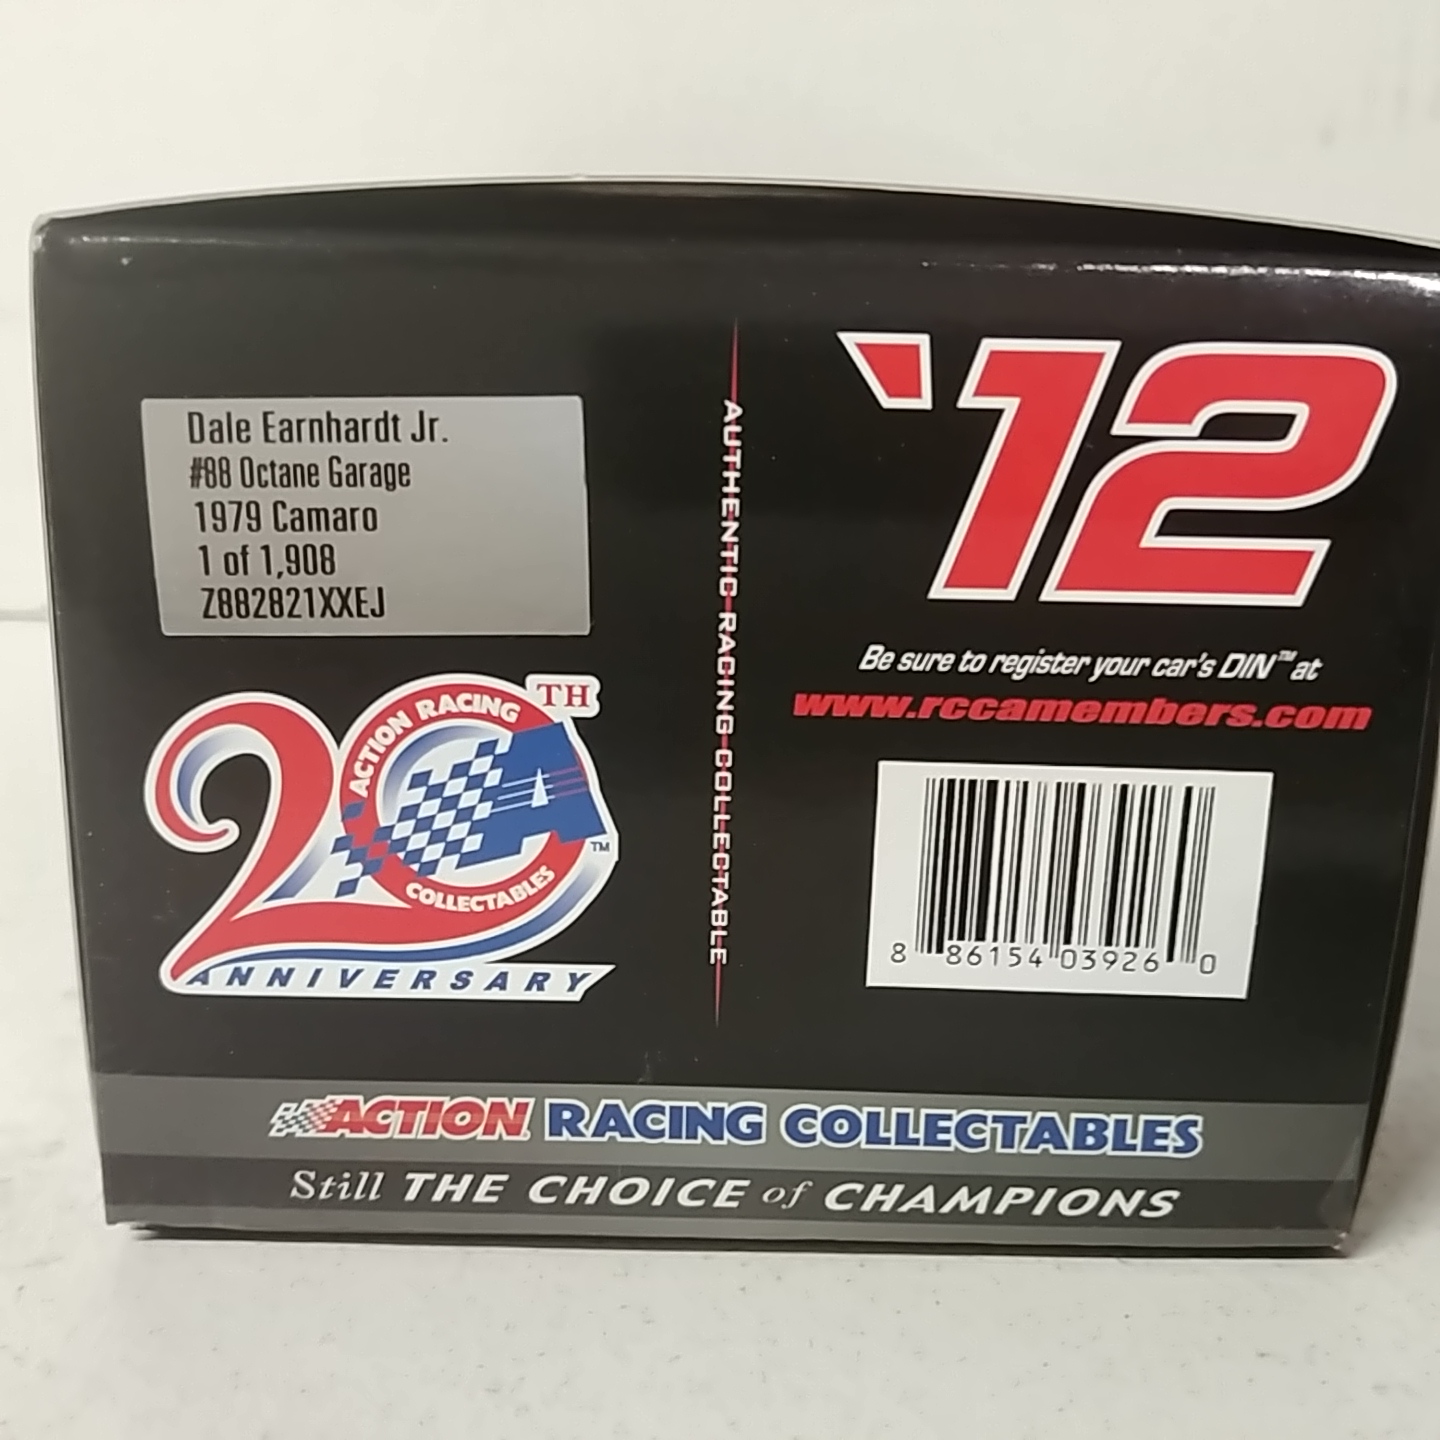 Dale Earnhardt Jr.
#88 Octane Garage
1979 Camaro
1 of 1,908
Z882821XXEJ
20TH
ACTION RACING
COLLECTABLES
A
TM
ANNIVERSARY
AUTHENTIC RACING COLLECTABLE
'12
Be sure to register your car's DIN™ at
www.rccamembers.com
8 86154 03926 0
ACTION RACING COLLECTABLES
Still THE CHOICE of CHAMPIONS